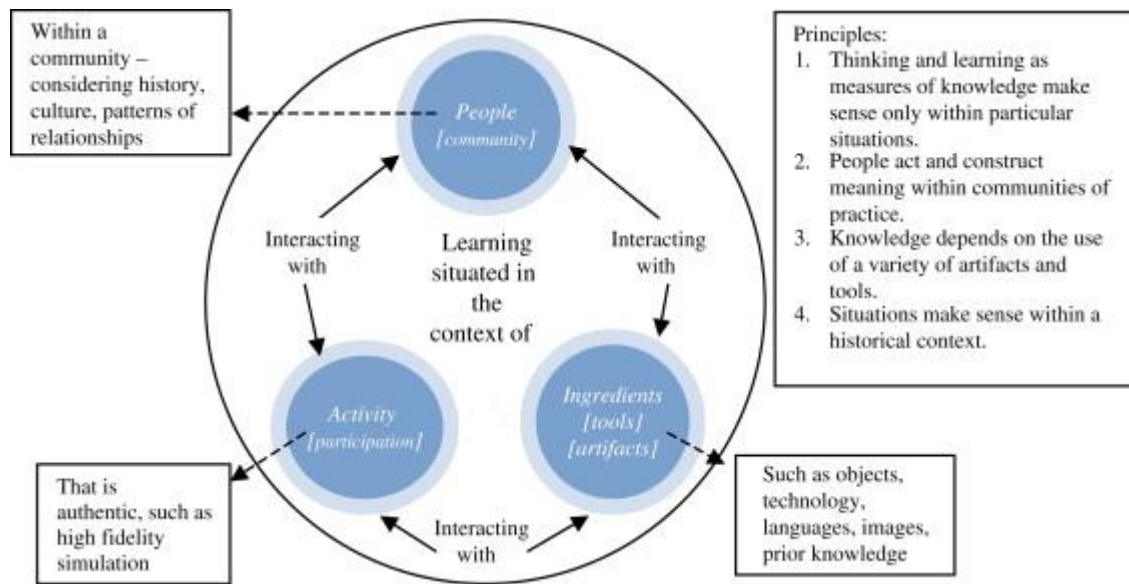 Within a
community –
considering history,
culture, patterns of
relationships
People
[community]
Principles:
1. Thinking and learning as
measures of knowledge make
sense only within particular
situations.
2. People act and construct
meaning within communities of
practice.
3. Knowledge depends on the use
of a variety of artifacts and
tools.
4. Situations make sense within a
historical context.
Interacting
with
Learning
situated in
the
context of
Interacting
with
Activity
[participation]
Ingredients
[tools]
[artifacts]
That is
authentic, such as
high fidelity
simulation
Interacting
with
Such as objects,
technology,
languages, images,
prior knowledge